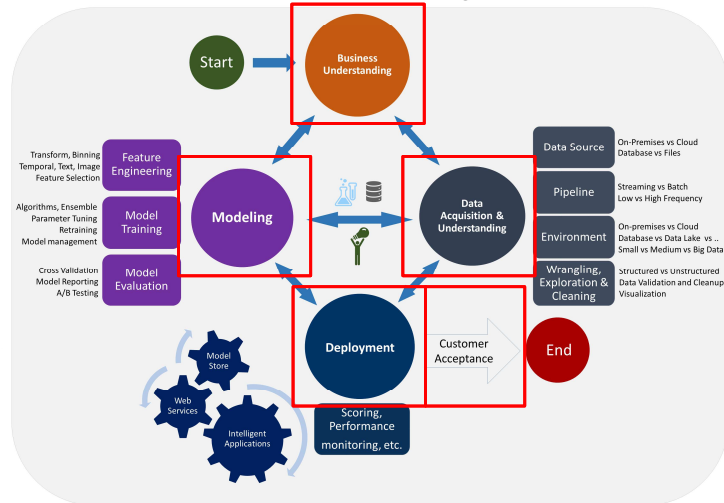 Start
Business
Understanding
Feature
Engineering
Transform, Binning
Temporal, Text, Image
Feature Selection
Model
Training
Algorithms, Ensemble
Parameter Tuning
Retraining
Model management
Model
Evaluation
Cross Validation
Model Reporting
A/B Testing
Modeling
Data
Acquisition &
Understanding
Data Source
On-Premises vs Cloud
Database vs Files
Pipeline
Streaming vs Batch
Low vs High Frequency
Environment
On-premises vs Cloud
Database vs Data Lake vs ..
Small vs Medium vs Big Data
Wrangling,
Exploration &
Cleaning
Structured vs Unstructured
Data Validation and Cleanup
Visualization
Deployment
Customer
Acceptance
End
Scoring,
Performance
monitoring, etc.
Model
Store
Web
Services
Intelligent
Applications